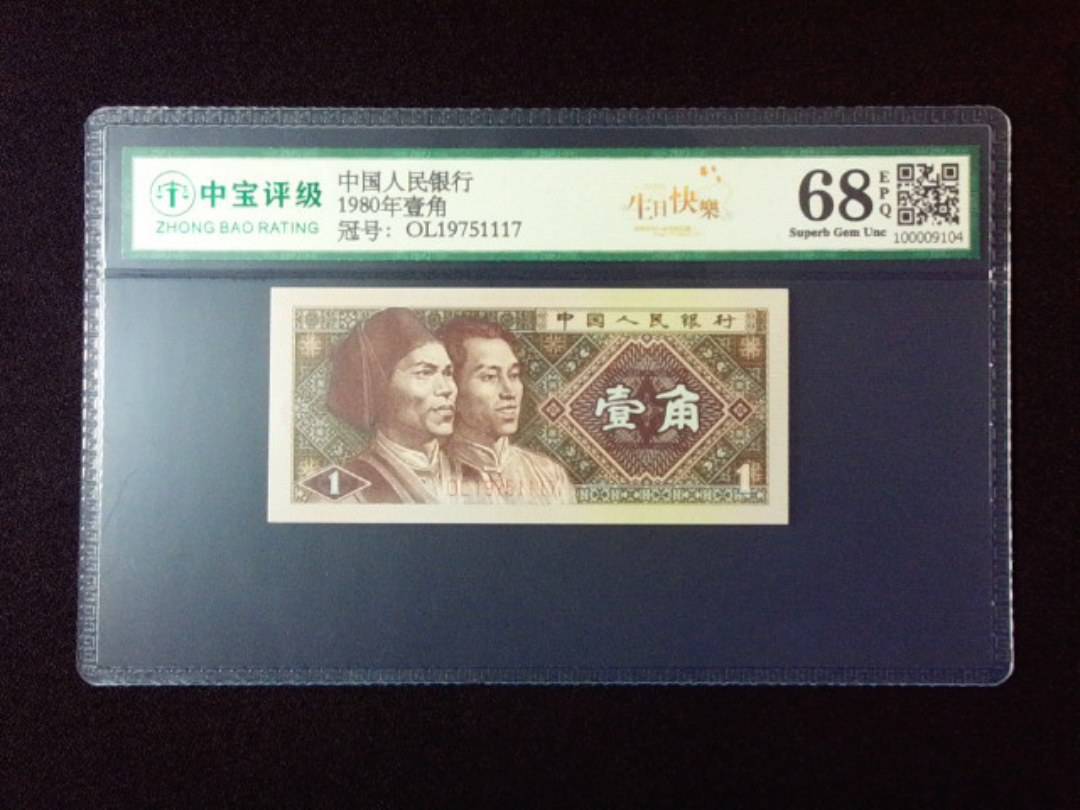 中宝评级
ZHONG BAO RATING
中国人民银行
1980年壹角
冠号：OL19751117
生日快樂
68
EPQ
Superb Gem Unc
100009104
中国人民银行
壹角
1
OL19751117
1